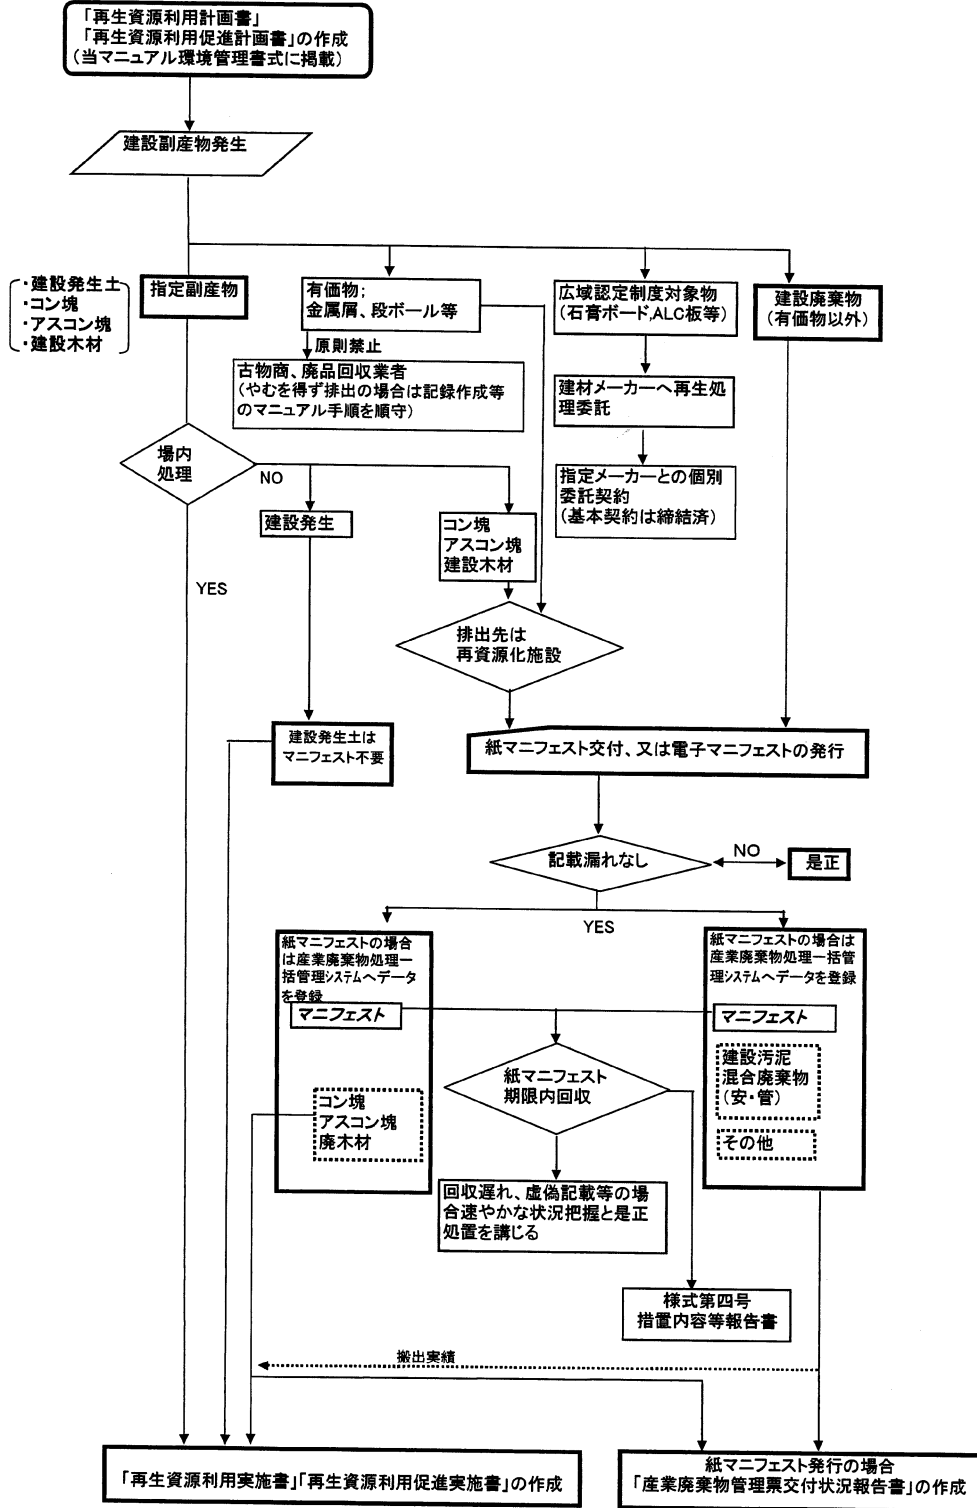 「再生資源利用計画書」
「再生資源利用促進計画書」の作成
(当マニュアル環境管理書式に掲載)
建設副産物発生
・建設発生土
・コン塊
・アスコン塊
・建設木材
指定副産物
有価物;
金属屑、段ボール等
広域認定制度対象物
(石膏ボード,ALC板等)
建設廃棄物
(有価物以外)
原則禁止
古物商、廃品回収業者
(やむを得ず排出の場合は記録作成等
のマニュアル手順を順守)
建材メーカーへ再生処
理委託
場内
処理
NO
指定メーカーとの個別
委託契約
(基本契約は締結済)
建設発生
コン塊
アスコン塊
建設木材
YES
排出先は
再資源化施設
建設発生土は
マニフェスト不要
紙マニフェスト交付、又は電子マニフェストの発行
記載漏れなし
NO
是正
YES
紙マニフェストの場合
は産業廃棄物処理一
括管理システムへデータ
を登録
マニフェスト
コン塊
アスコン塊
廃木材
紙マニフェスト
期限内回収
紙マニフェストの場合は
産業廃棄物処理一括管
理システムへデータを登録
マニフェスト
建設汚泥
混合廃棄物
(安・管)
その他
回収遅れ、虚偽記載等の場
合速やかな状況把握と是正
処置を講じる
様式第四号
措置内容等報告書
搬出実績
「再生資源利用実施書」「再生資源利用促進実施書」の作成
紙マニフェスト発行の場合
「産業廃棄物管理票交付状況報告書」の作成